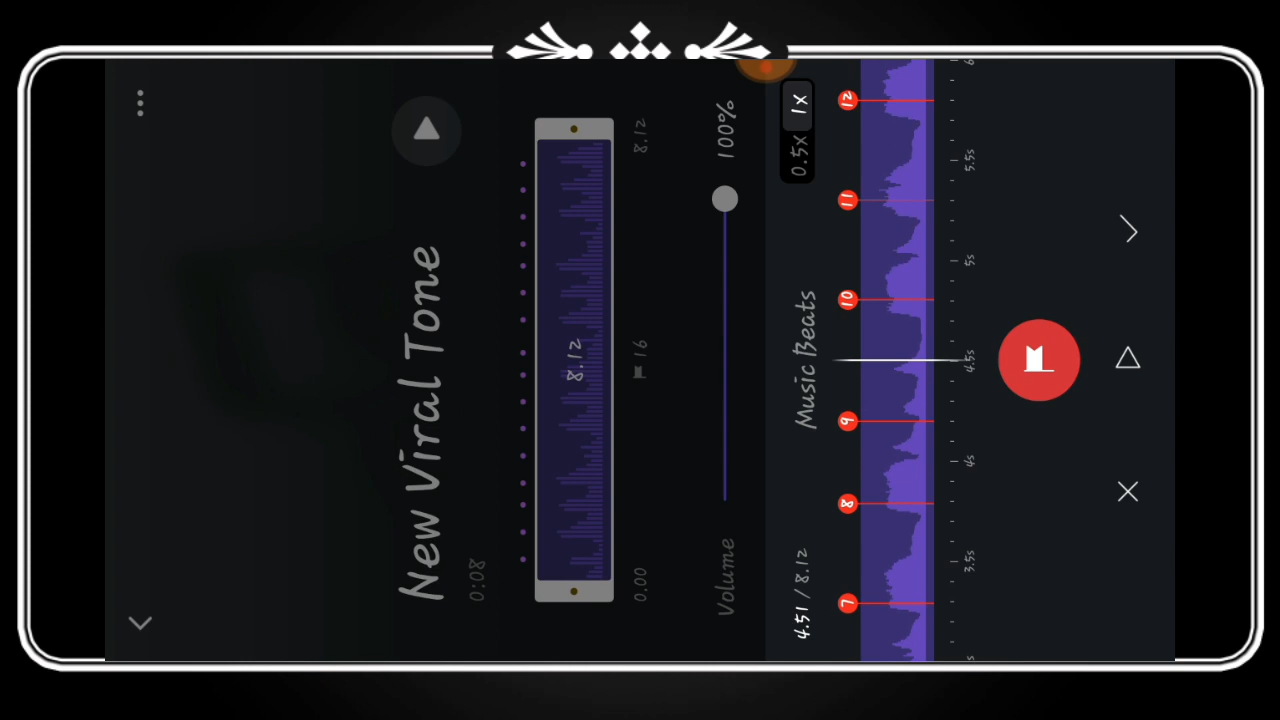 New Viral Tone
0:08
8.12
0.00
16
8.12
Volume
100%
4.51 / 8.12
Music Beats
0.5x
1x
7
8
9
10
11
12
s
3.5s
4s
4.5s
5s
5.5s
6